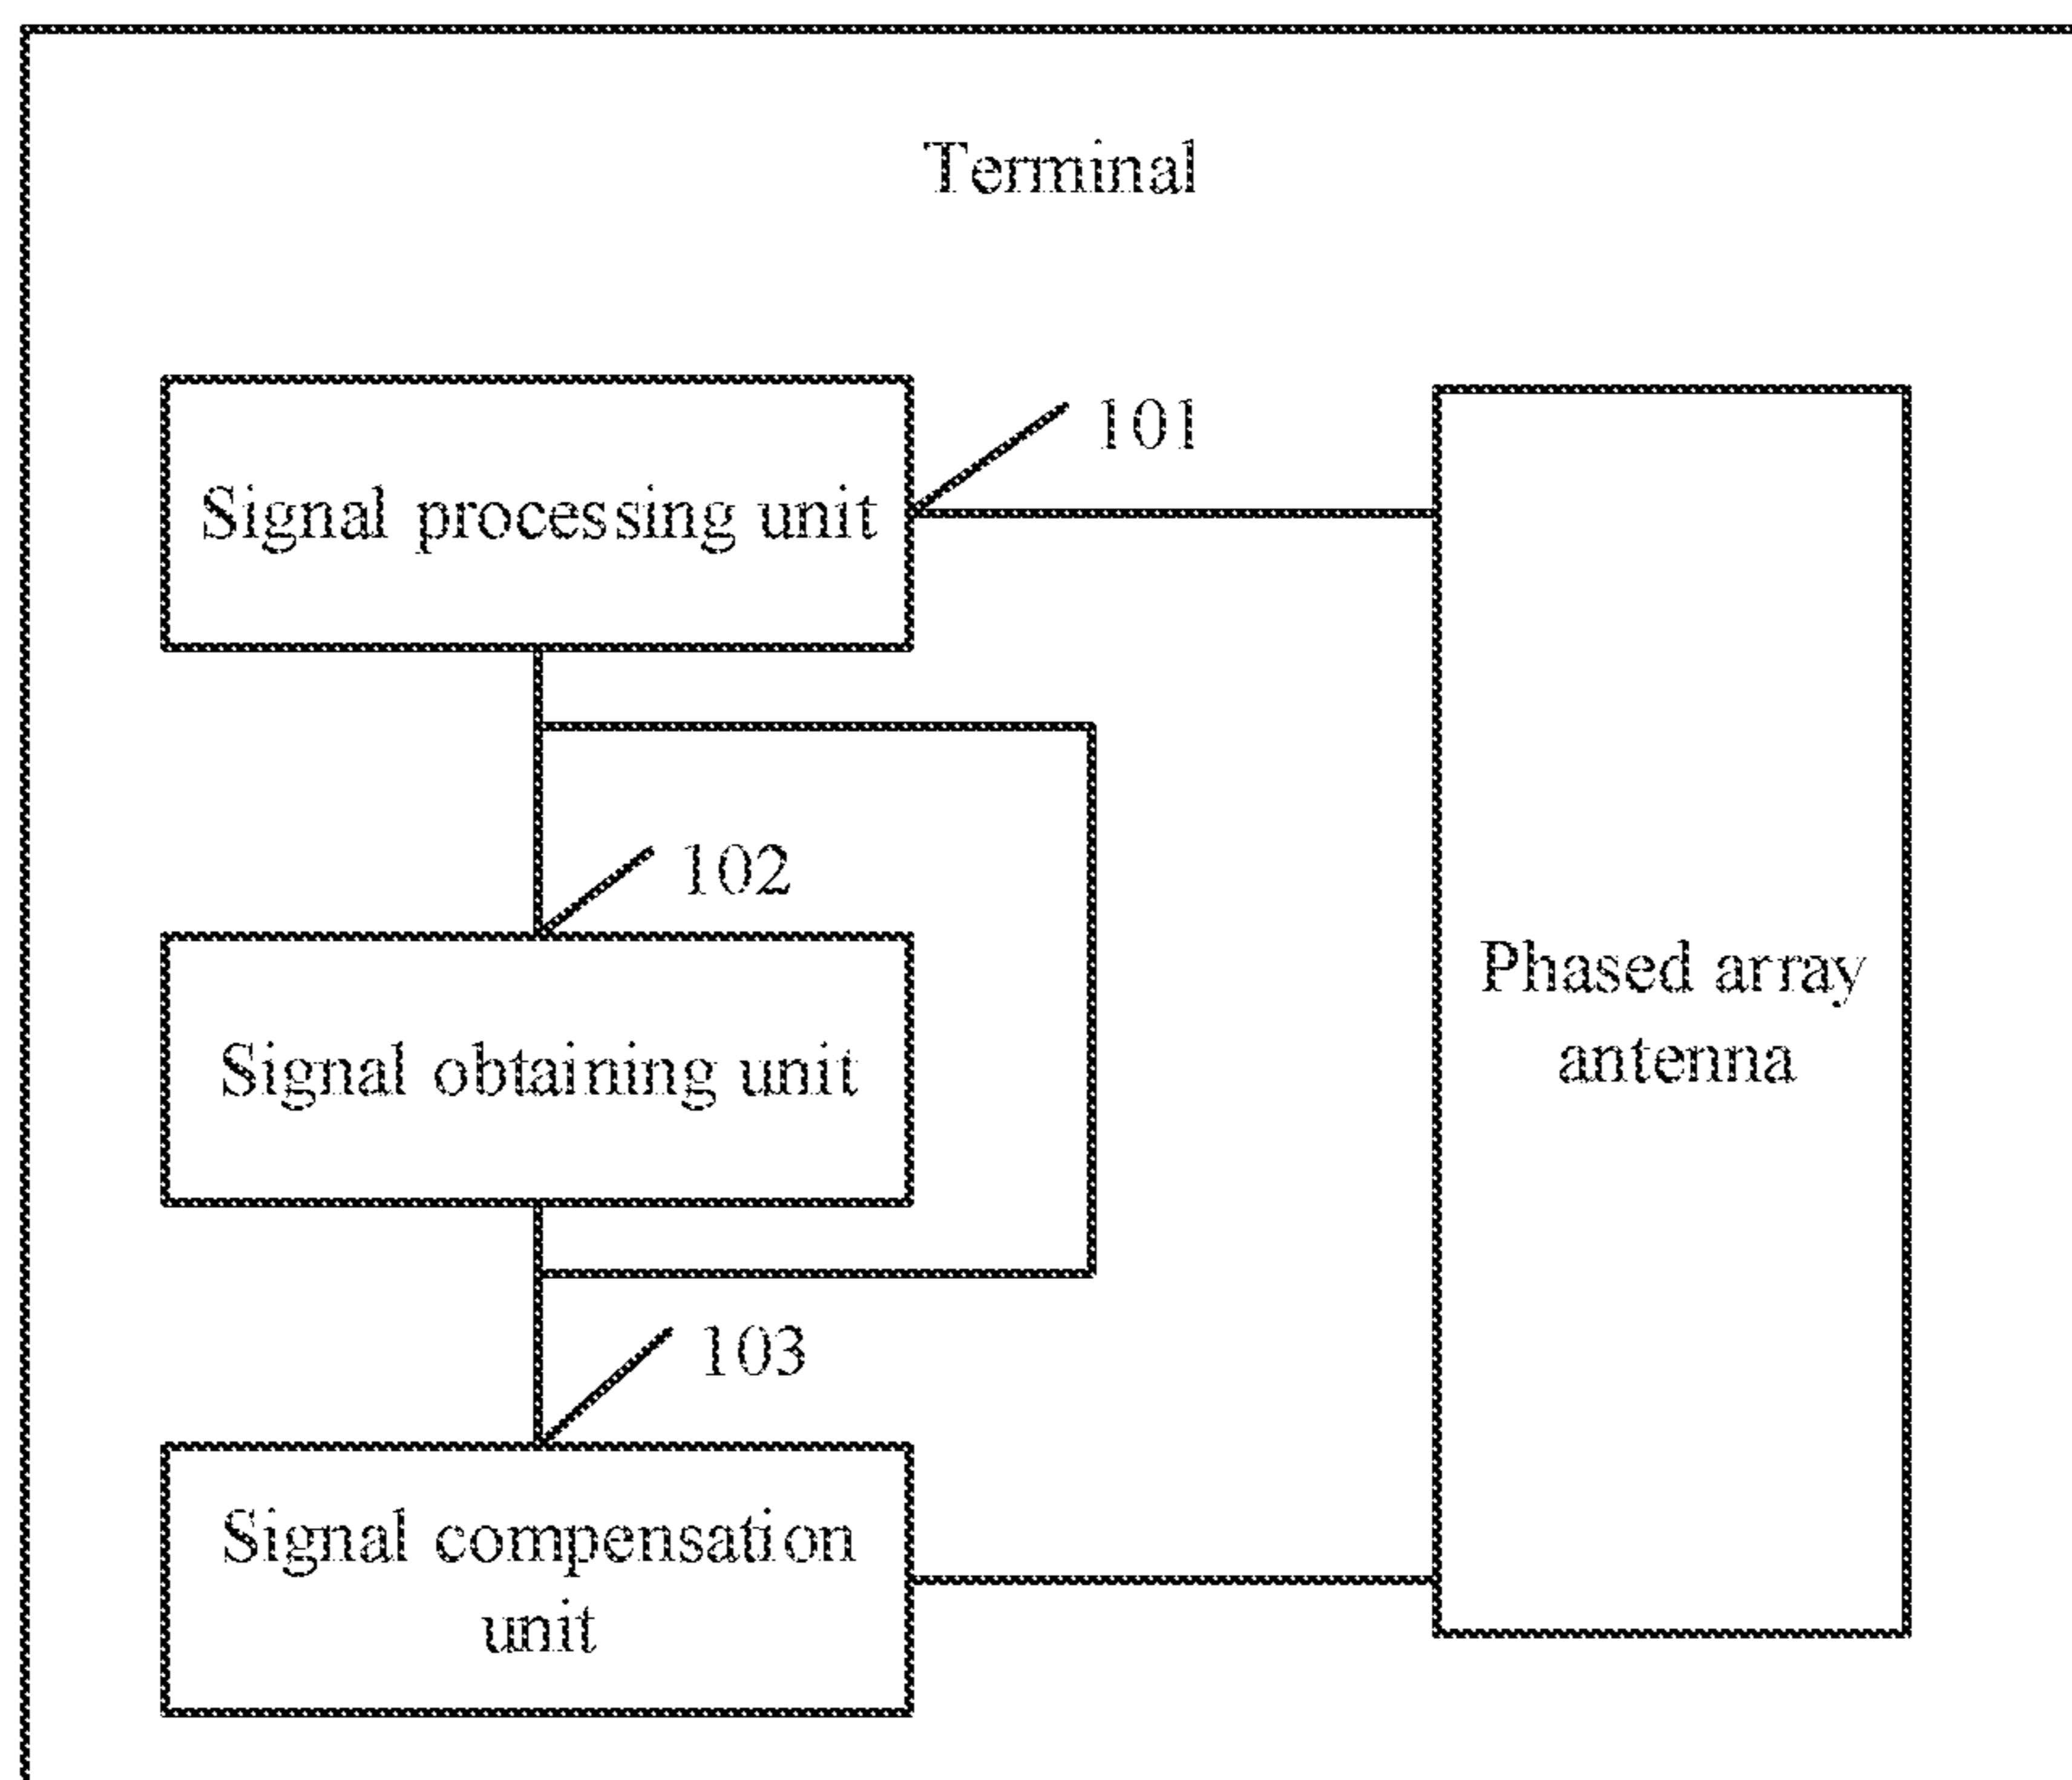 Terminal
101
Signal processing unit
102
Signal obtaining unit
Phased array
antenna
103
Signal compensation
unit